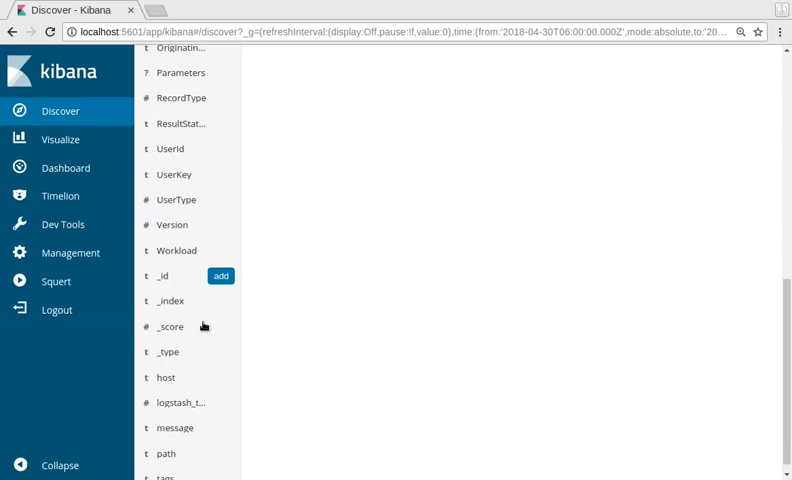 Discover - Kibana
localhost:5601/app/kibana#/discover?_g=(refreshInterval:(display:Off,pause:!f,value:0),time:(from:'2018-04-30T06:00:00.000Z',mode:absolute,to:'20...
kibana
Discover
Visualize
Dashboard
Timelion
Dev Tools
Management
Squert
Logout
Collapse
t Originatin...
? Parameters
# RecordType
t ResultStat...
t UserId
t UserKey
# UserType
# Version
t Workload
t _id add
t _index
# _score
t _type
t host
# logstash_t...
t message
t path
tags